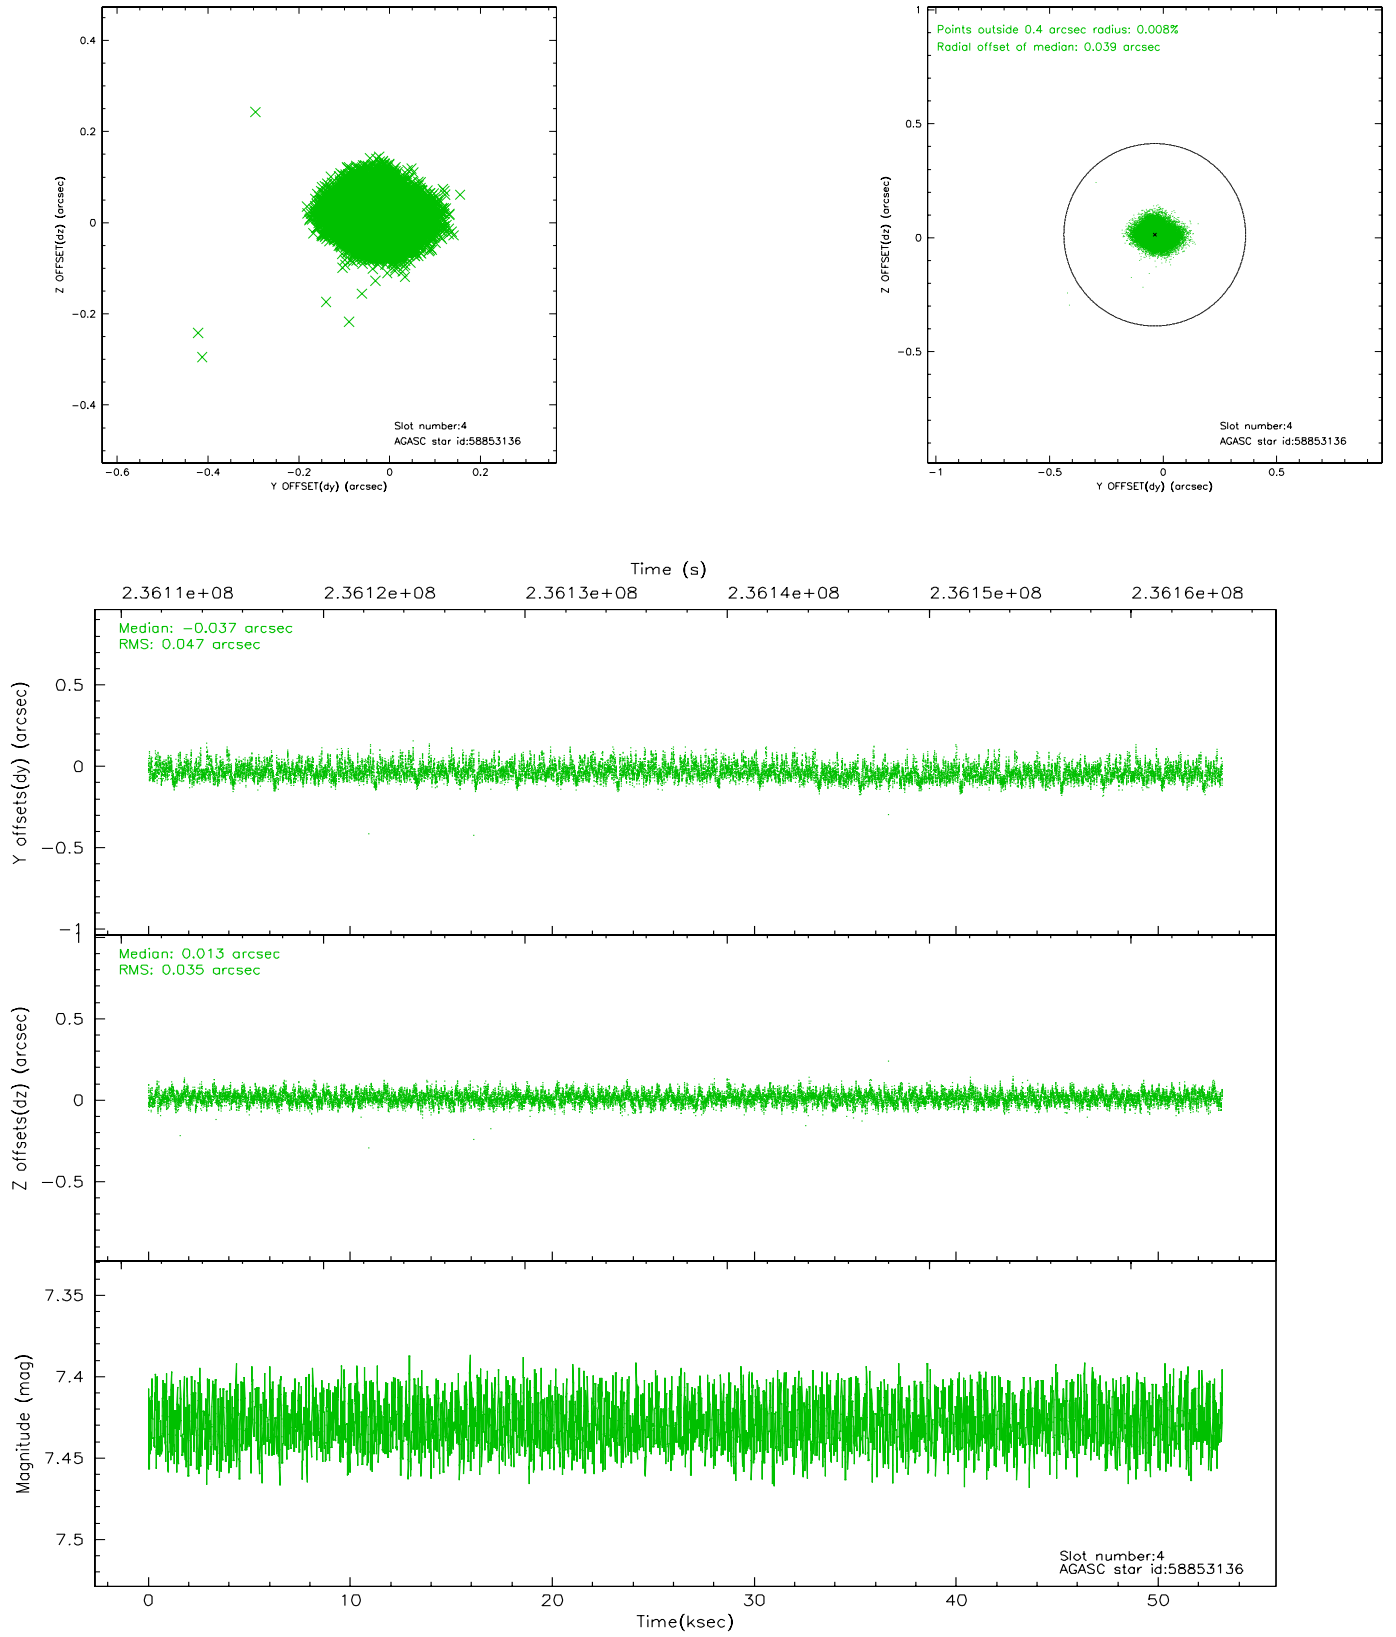 0.4
0.2
0
−0.2
−0.4
Z OFFSET(dz) (arcsec)
Slot number:4
AGASC star id:58853136
−0.6 −0.4 −0.2 0 0.2
Y OFFSET(dy) (arcsec)
1
0.5
0
−0.5
Z OFFSET(dz) (arcsec)
Points outside 0.4 arcsec radius: 0.008%
Radial offset of median: 0.039 arcsec
Slot number:4
AGASC star id:58853136
−1 −0.5 0 0.5
Y OFFSET(dy) (arcsec)
Time (s)
2.3611e+08 2.3612e+08 2.3613e+08 2.3614e+08 2.3615e+08 2.3616e+08
Median: −0.037 arcsec
RMS: 0.047 arcsec
0.5
0
−0.5
−1
Y offsets(dy) (arcsec)
Median: 0.013 arcsec
RMS: 0.035 arcsec
1
0.5
0
−0.5
Z offsets(dz) (arcsec)
7.35
7.4
7.45
7.5
Magnitude (mag)
Slot number:4
AGASC star id:58853136
0 10 20 30 40 50
Time(ksec)